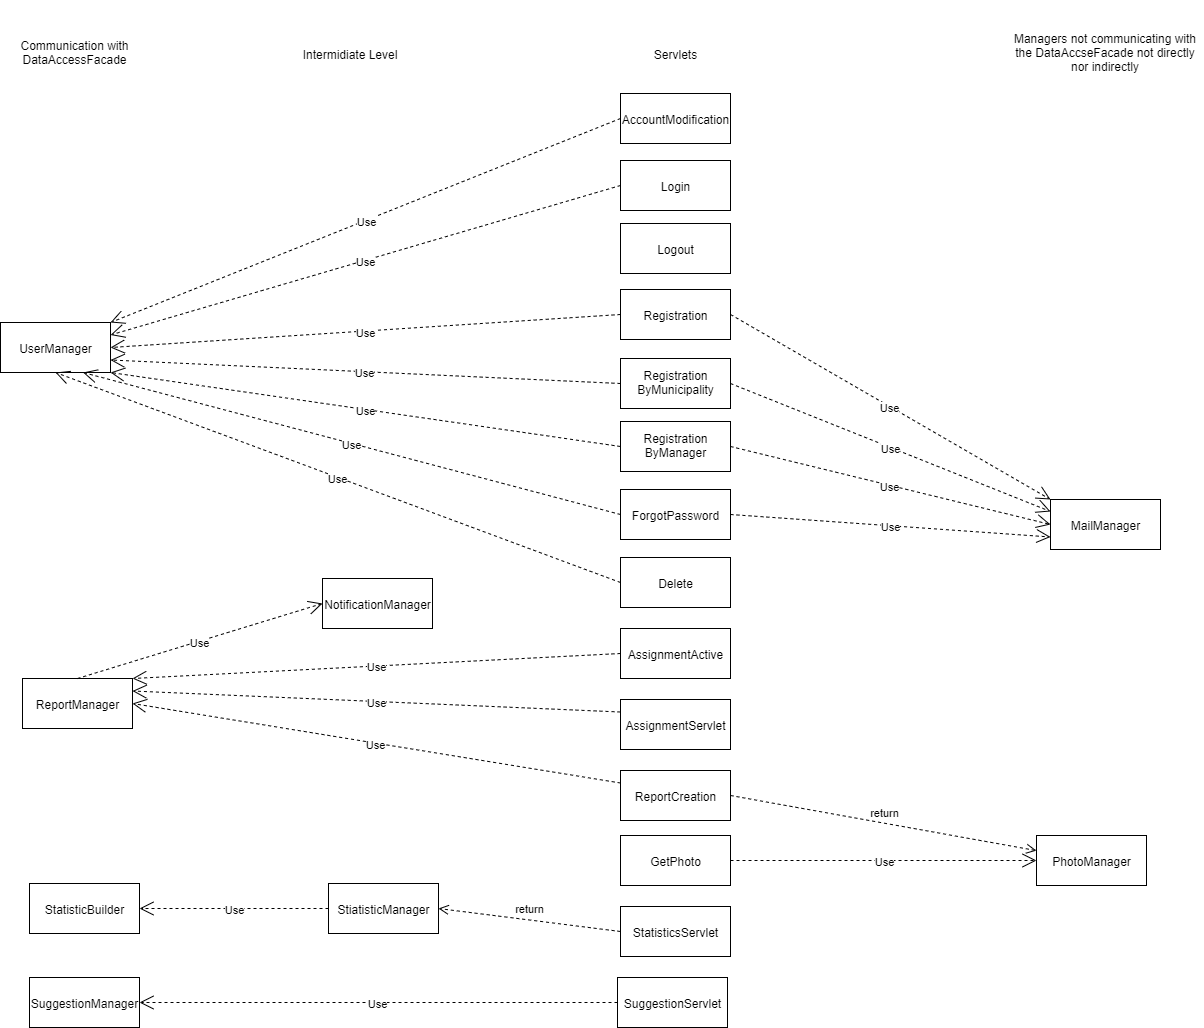 Communication with
DataAccessFacade
Intermidiate Level
Servlets
Managers not communicating with
the DataAccseFacade not directly
nor indirectly
AccountModification
Login
Use
Logout
Use
Registration
Use
UserManager
Use
Registration
ByMunicipality
Use
Use
Registration
ByManager
Use
Use
Use
Use
ForgotPassword
Use
MailManager
Delete
NotificationManager
Use
AssignmentActive
Use
ReportManager
Use
AssignmentServlet
Use
ReportCreation
return
GetPhoto
Use
PhotoManager
StatisticBuilder
Use
StiatisticManager
return
StatisticsServlet
SuggestionManager
Use
SuggestionServlet